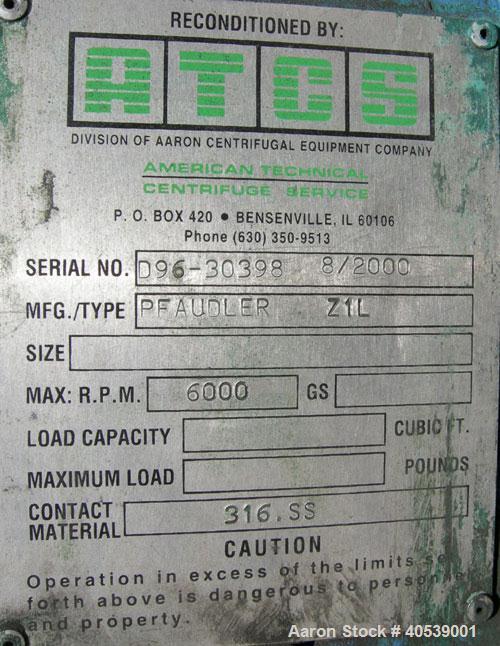 RECONDITIONED BY:
ATCS
DIVISION OF AARON CENTRIFUGAL EQUIPMENT COMPANY
AMERICAN TECHNICAL
CENTRIFUGE SERVICE
P. O. BOX 420 • BENSENVILLE, IL 60106
Phone (630) 350-9513
SERIAL NO. D96-30398 8/2000
MFG./TYPE PFAUDLER Z1L
SIZE
MAX: R.P.M. 6000 GS
LOAD CAPACITY CUBIC FT.
MAXIMUM LOAD POUNDS
CONTACT
MATERIAL 316.SS
CAUTION
Operation in excess of the limits se
forth above is dangerous to personne
and property.
Aaron Stock # 40539001